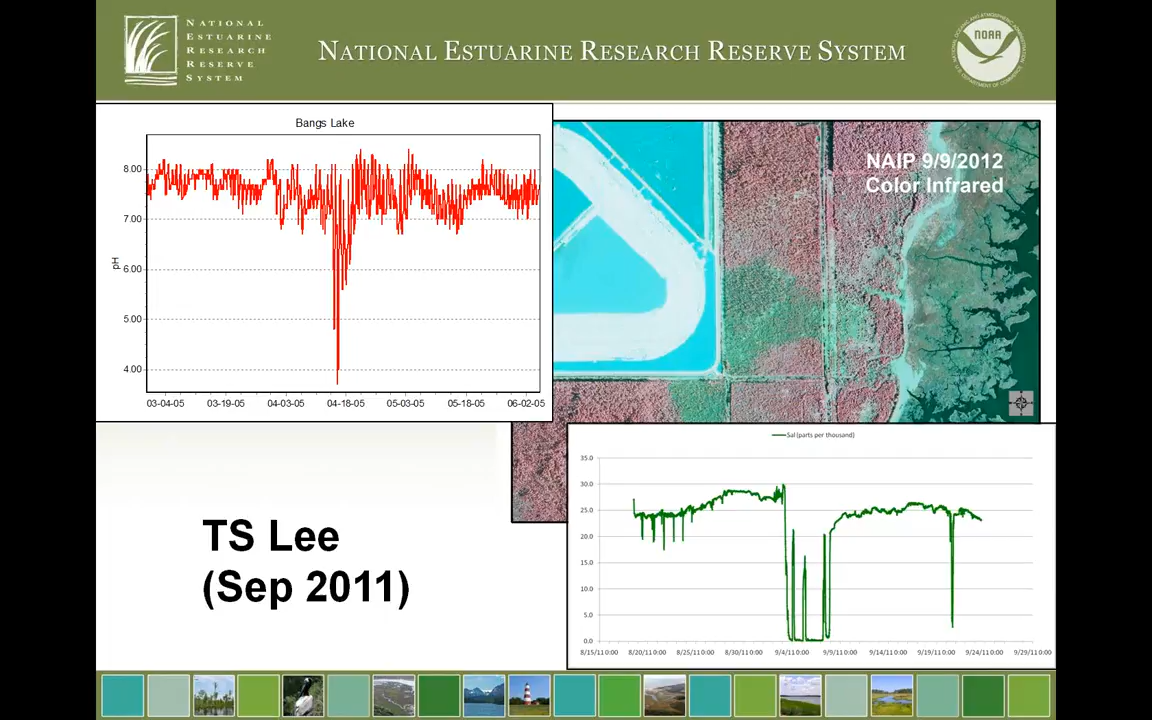 NATIONAL
ESTUARINE
RESEARCH
RESERVE
SYSTEM
NATIONAL ESTUARINE RESEARCH RESERVE SYSTEM
NOAA
Bangs Lake
8.00
7.00
6.00
5.00
4.00
pH
03-04-05 03-19-05 04-03-05 04-18-05 05-03-05 05-18-05 06-02-05
NAIP 9/9/2012
Color Infrared
Sal (parts per thousand)
35.0
30.0
25.0
20.0
15.0
10.0
5.0
0.0
8/15/11 0:00 8/20/11 0:00 8/25/11 0:00 8/30/11 0:00 9/4/11 0:00 9/9/11 0:00 9/14/11 0:00 9/19/11 0:00 9/24/11 0:00 9/29/11 0:00
TS Lee
(Sep 2011)